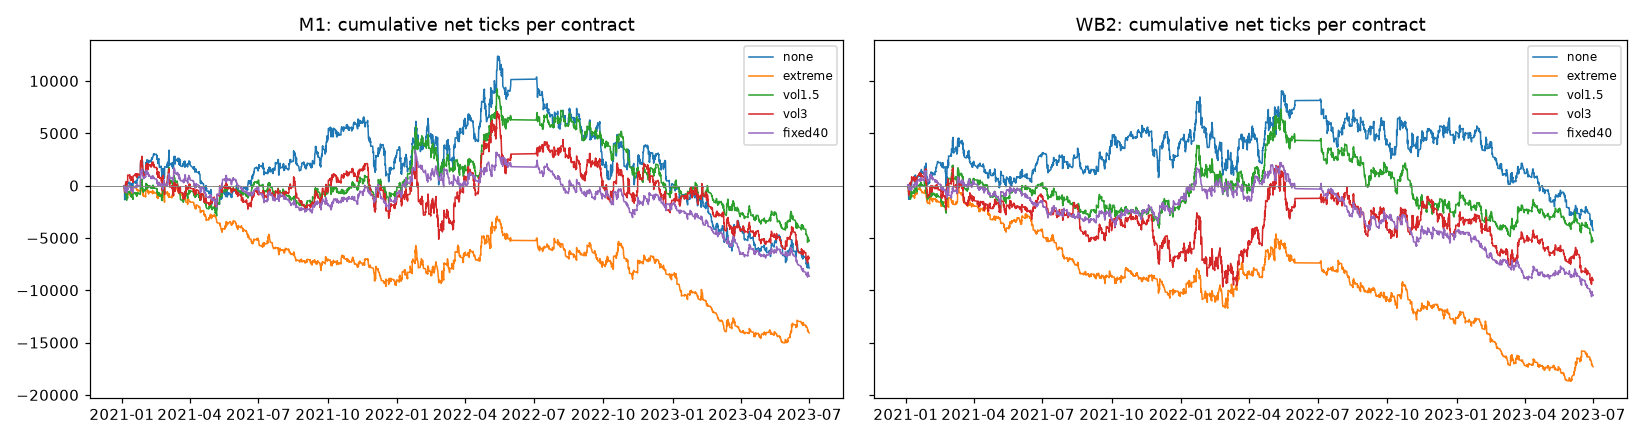 M1: cumulative net ticks per contract
none
extreme
vol1.5
vol3
fixed40
10000
5000
0
−5000
−10000
−15000
−20000
2021-01 2021-04 2021-07 2021-10 2022-01 2022-04 2022-07 2022-10 2023-01 2023-04 2023-07
WB2: cumulative net ticks per contract
none
extreme
vol1.5
vol3
fixed40
2021-01 2021-04 2021-07 2021-10 2022-01 2022-04 2022-07 2022-10 2023-01 2023-04 2023-07